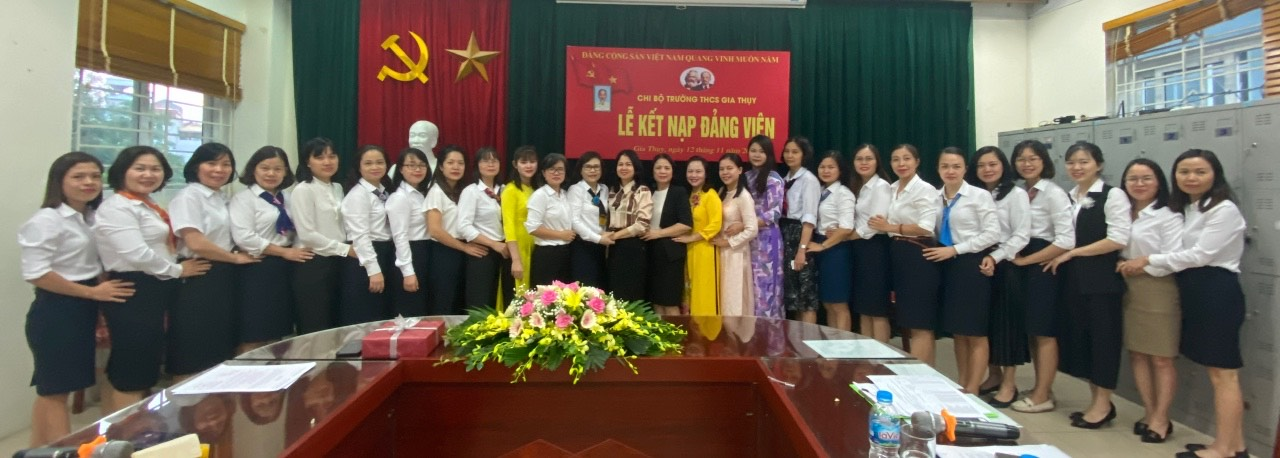 ĐẢNG CỘNG SẢN VIỆT NAM QUANG VINH MUÔN NĂM
CHI BỘ TRƯỜNG THCS GIA THỤY
LỄ KẾT NẠP ĐẢNG VIÊN
Gia Thụy, ngày 12 tháng 11 năm